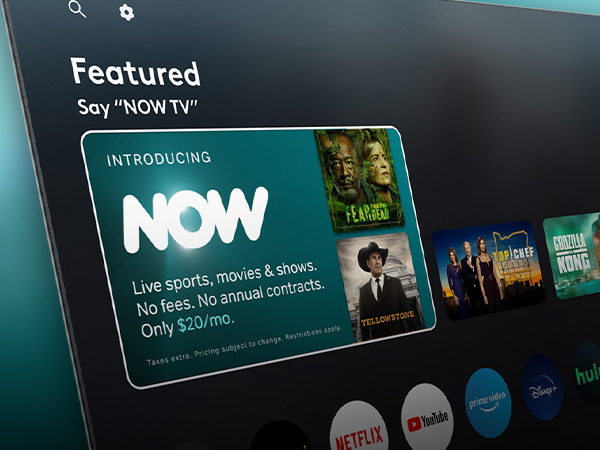 Featured
Say “NOW TV”
INTRODUCING
NOW
Live sports, movies & shows.
No fees. No annual contracts.
Only $20/mo.
Taxes extra. Pricing subject to change. Restrictions apply.
FEAR THE WALKING DEAD
YELLOWSTONE
TOP CHEF
GODZILLA
KONG
NETFLIX
YouTube
prime video
Disney+
hulu